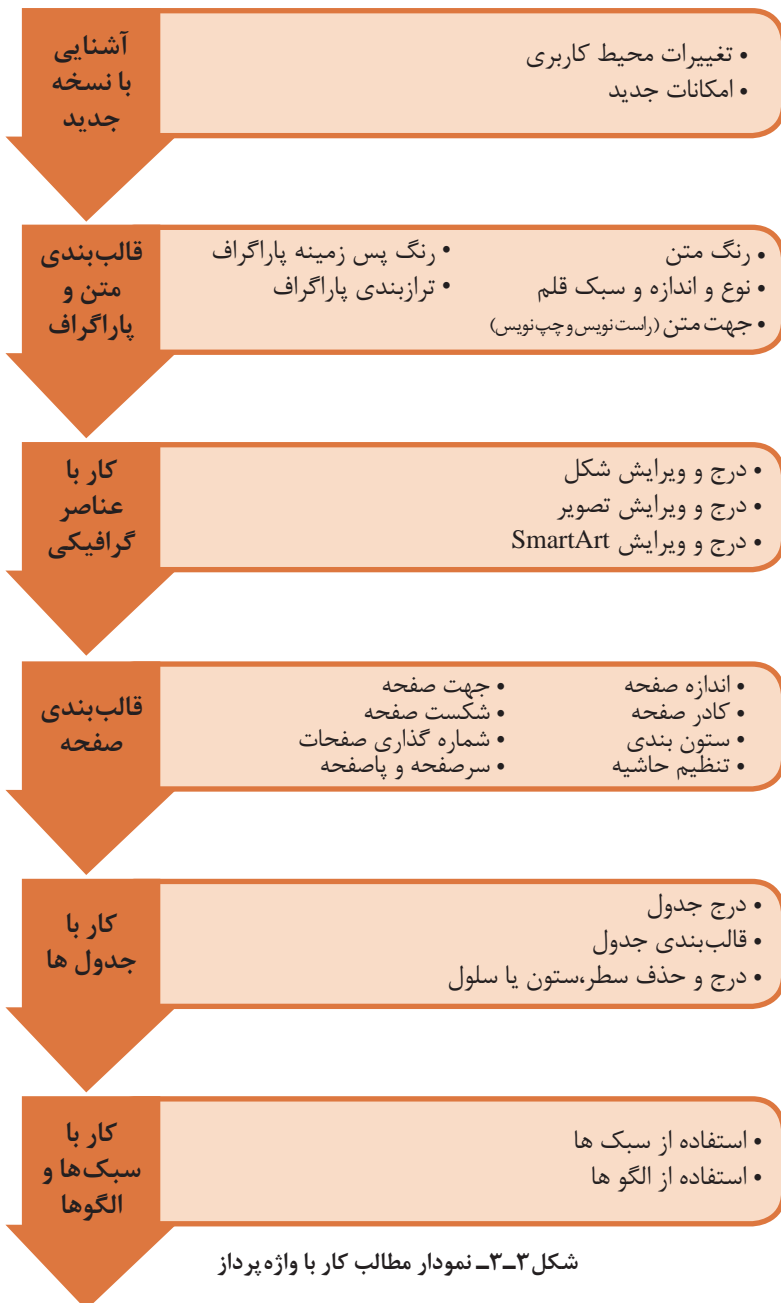 آشنایی
با نسخه
جدید
• تغییرات محیط کاربری
• امکانات جدید
قالب‌بندی
متن و
پاراگراف
• رنگ متن
• نوع و اندازه و سبک قلم
• جهت متن (راست‌نویس و چپ‌نویس)
• رنگ پس زمینه پاراگراف
• ترازبندی پاراگراف
کار با
عناصر
گرافیکی
• درج و ویرایش شکل
• درج و ویرایش تصویر
• درج و ویرایش SmartArt
قالب‌بندی
صفحه
• اندازه صفحه
• کادر صفحه
• ستون بندی
• تنظیم حاشیه
• جهت صفحه
• شکست صفحه
• شماره گذاری صفحات
• سرصفحه و پاصفحه
کار با
جدول ها
• درج جدول
• قالب‌بندی جدول
• درج و حذف سطر،ستون یا سلول
کار با
سبک‌ها و
الگوها
• استفاده از سبک ها
• استفاده از الگو ها
شکل ۳ــ۳ــ نمودار مطالب کار با واژه پرداز